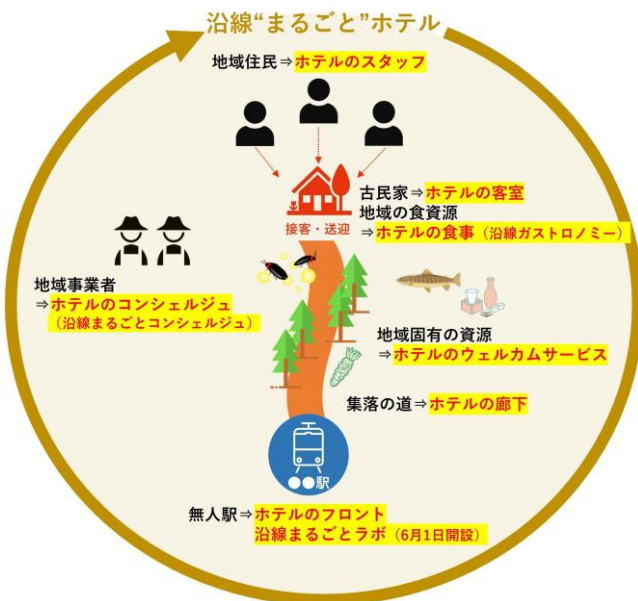 沿線“まるごと”ホテル
地域住民⇒ホテルのスタッフ
古民家⇒ホテルの客室
地域の食資源
⇒ホテルの食事（沿線ガストロノミー）
接客・送迎
地域事業者
⇒ホテルのコンシェルジュ
（沿線まるごとコンシェルジュ）
地域固有の資源
⇒ホテルのウェルカムサービス
集落の道⇒ホテルの廊下
●●駅
無人駅⇒ホテルのフロント
沿線まるごとラボ（6月1日開設）